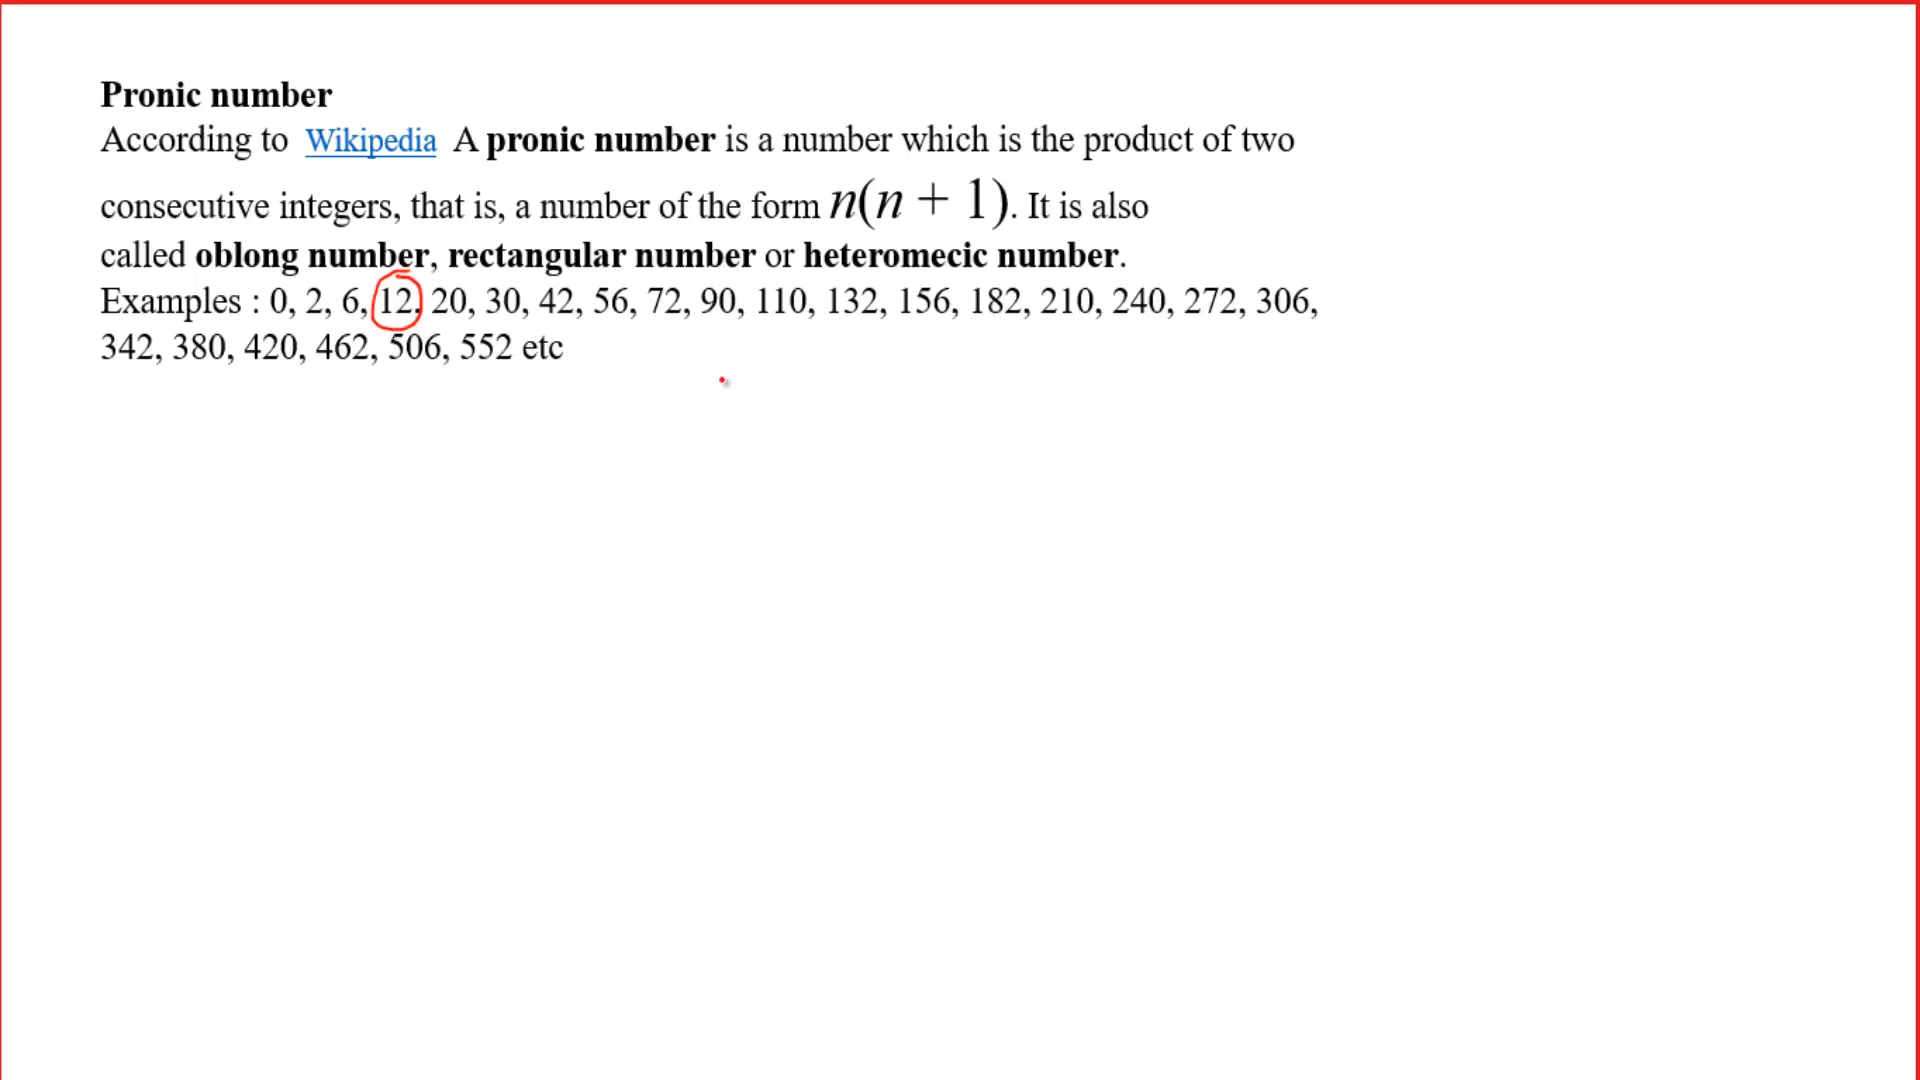 Pronic number
According to Wikipedia A pronic number is a number which is the product of two
consecutive integers, that is, a number of the form n(n + 1). It is also
called oblong number, rectangular number or heteromecic number.
Examples : 0, 2, 6, 12, 20, 30, 42, 56, 72, 90, 110, 132, 156, 182, 210, 240, 272, 306,
342, 380, 420, 462, 506, 552 etc